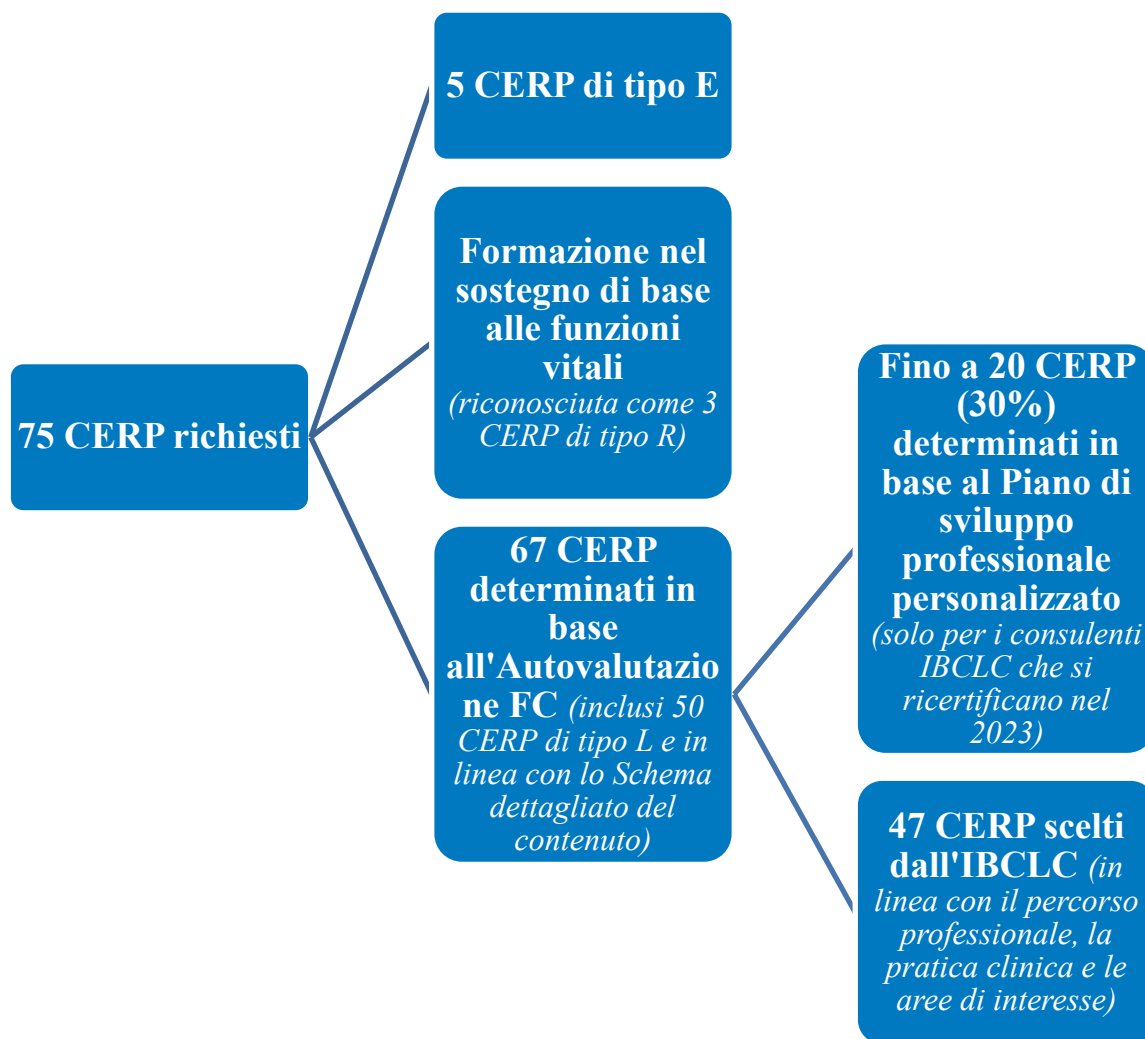 5 CERP di tipo E
Formazione nel
sostegno di base
alle funzioni
vitali
(riconosciuta come 3
CERP di tipo R)
75 CERP richiesti
67 CERP
determinati in
base
all'Autovalutazio
ne FC (inclusi 50
CERP di tipo L e in
linea con lo Schema
dettagliato del
contenuto)
Fino a 20 CERP
(30%)
determinati in
base al Piano di
sviluppo
professionale
personalizzato
(solo per i consulenti
IBCLC che si
ricertificano nel
2023)
47 CERP scelti
dall'IBCLC (in
linea con il percorso
professionale, la
pratica clinica e le
aree di interesse)